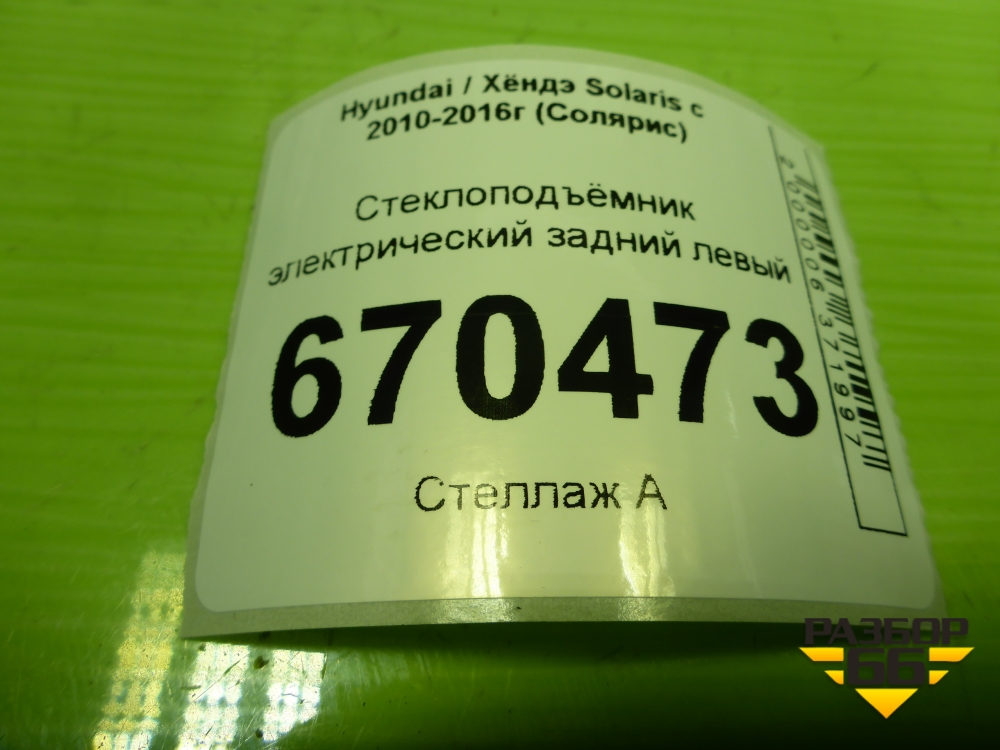 Hyundai / Хёндэ Solaris с
2010-2016г (Солярис)
Стеклоподъёмник
электрический задний левый
670473
Стеллаж А
2000006371997
РАЗБОР
66